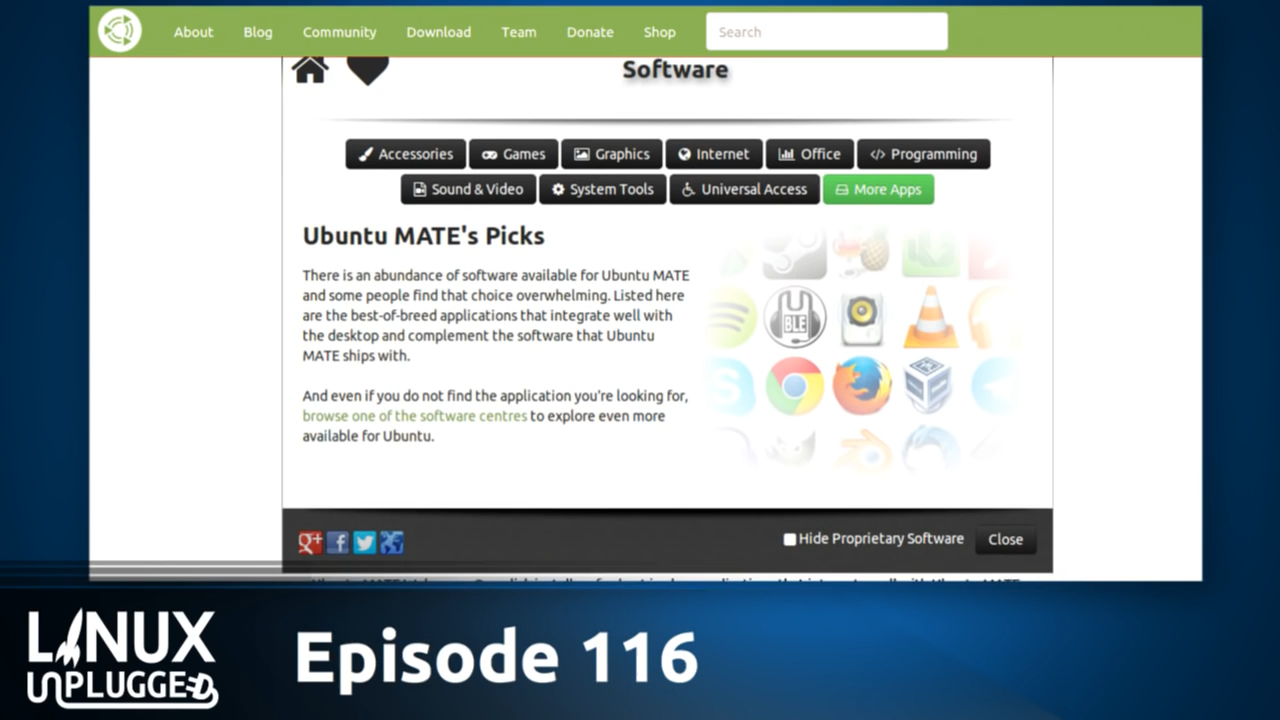 About Blog Community Download Team Donate Shop Search
Software
Accessories Games Graphics Internet Office Programming
Sound & Video System Tools Universal Access More Apps
Ubuntu MATE's Picks
There is an abundance of software available for Ubuntu MATE
and some people find that choice overwhelming. Listed here
are the best-of-breed applications that integrate well with
the desktop and complement the software that Ubuntu
MATE ships with.
And even if you do not find the application you're looking for,
browse one of the software centres to explore even more
available for Ubuntu.
BLE
Hide Proprietary Software Close
LINUX
UNPLUGGED
Episode 116